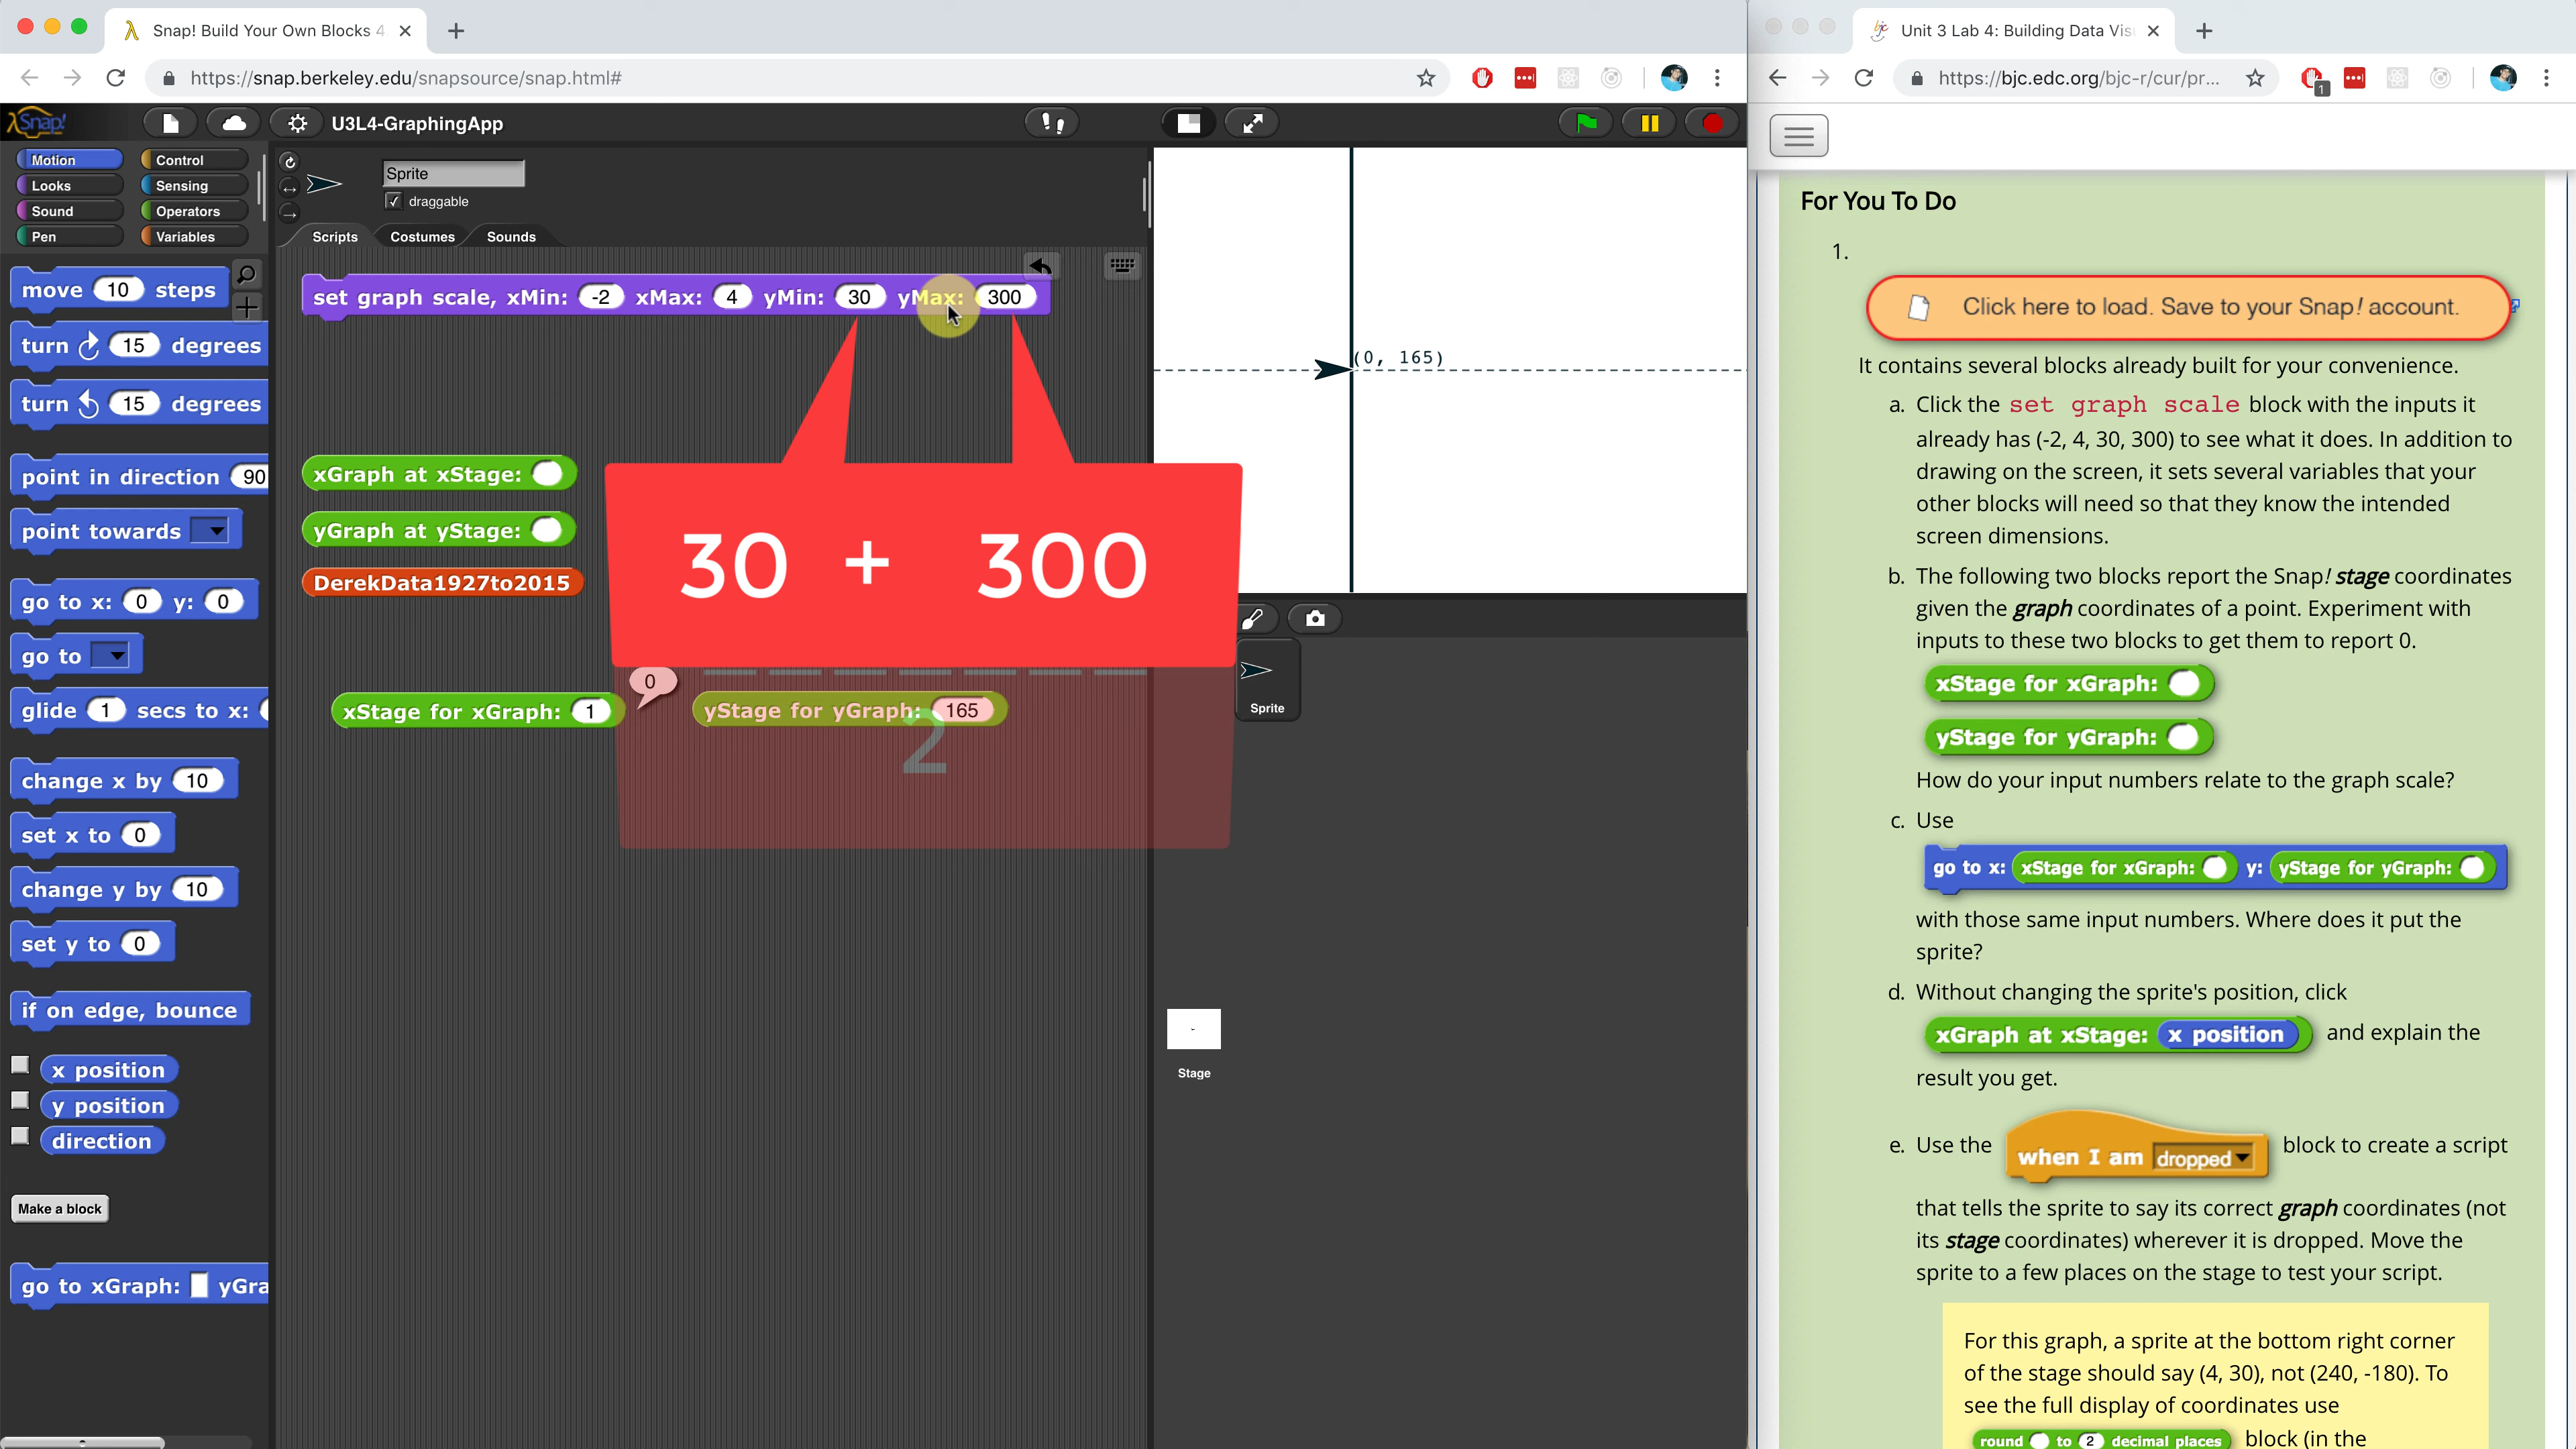 Snap! Build Your Own Blocks 4
https://snap.berkeley.edu/snapsource/snap.html#
Snap!
U3L4-GraphingApp
Motion
Control
Looks
Sensing
Sound
Operators
Pen
Variables
move 10 steps
turn 15 degrees
turn 15 degrees
point in direction 90
point towards
go to x: 0 y: 0
go to
glide 1 secs to x:
change x by 10
set x to 0
change y by 10
set y to 0
if on edge, bounce
x position
y position
direction
Make a block
go to xGraph: yGra
Sprite
draggable
Scripts Costumes Sounds
set graph scale, xMin: -2 xMax: 4 yMin: 30 yMax: 300
xGraph at xStage:
yGraph at yStage:
DerekData1927to2015
30 + 300
2
0
xStage for xGraph: 1
yStage for yGraph: 165
(0, 165)
Sprite
Stage
Unit 3 Lab 4: Building Data Vis
https://bjc.edc.org/bjc-r/cur/pr...
1
For You To Do
1.
Click here to load. Save to your Snap! account.
It contains several blocks already built for your convenience.
a. Click the set graph scale block with the inputs it
already has (-2, 4, 30, 300) to see what it does. In addition to
drawing on the screen, it sets several variables that your
other blocks will need so that they know the intended
screen dimensions.
b. The following two blocks report the Snap! stage coordinates
given the graph coordinates of a point. Experiment with
inputs to these two blocks to get them to report 0.
xStage for xGraph:
yStage for yGraph:
How do your input numbers relate to the graph scale?
c. Use
go to x: xStage for xGraph: y: yStage for yGraph:
with those same input numbers. Where does it put the
sprite?
d. Without changing the sprite's position, click
xGraph at xStage: x position and explain the
result you get.
e. Use the when I am dropped block to create a script
that tells the sprite to say its correct graph coordinates (not
its stage coordinates) wherever it is dropped. Move the
sprite to a few places on the stage to test your script.
For this graph, a sprite at the bottom right corner
of the stage should say (4, 30), not (240, -180). To
see the full display of coordinates use
round to 2 decimal places block (in the